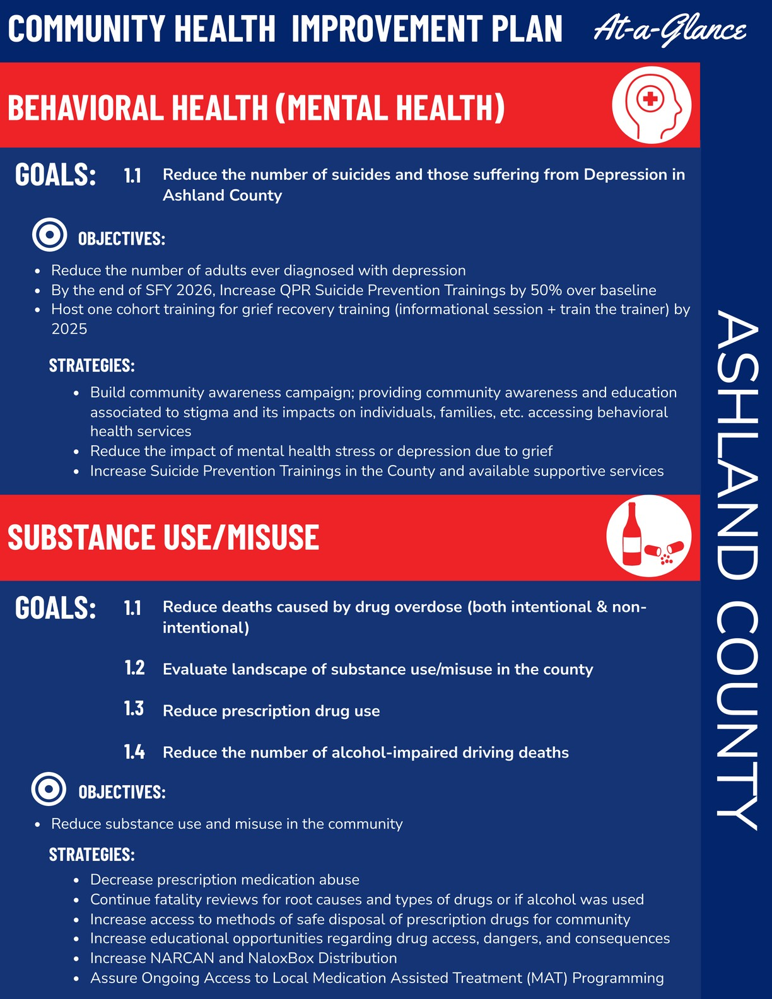 COMMUNITY HEALTH IMPROVEMENT PLAN At-a-Glance
BEHAVIORAL HEALTH (MENTAL HEALTH)
GOALS: 1.1 Reduce the number of suicides and those suffering from Depression in
Ashland County
OBJECTIVES:
• Reduce the number of adults ever diagnosed with depression
• By the end of SFY 2026, Increase QPR Suicide Prevention Trainings by 50% over baseline
• Host one cohort training for grief recovery training (informational session + train the trainer) by
2025
STRATEGIES:
• Build community awareness campaign; providing community awareness and education
associated to stigma and its impacts on individuals, families, etc. accessing behavioral
health services
• Reduce the impact of mental health stress or depression due to grief
• Increase Suicide Prevention Trainings in the County and available supportive services
SUBSTANCE USE/MISUSE
GOALS: 1.1 Reduce deaths caused by drug overdose (both intentional & non-
intentional)
1.2 Evaluate landscape of substance use/misuse in the county
1.3 Reduce prescription drug use
1.4 Reduce the number of alcohol-impaired driving deaths
OBJECTIVES:
• Reduce substance use and misuse in the community
STRATEGIES:
• Decrease prescription medication abuse
• Continue fatality reviews for root causes and types of drugs or if alcohol was used
• Increase access to methods of safe disposal of prescription drugs for community
• Increase educational opportunities regarding drug access, dangers, and consequences
• Increase NARCAN and NaloxBox Distribution
• Assure Ongoing Access to Local Medication Assisted Treatment (MAT) Programming
ASHLAND COUNTY